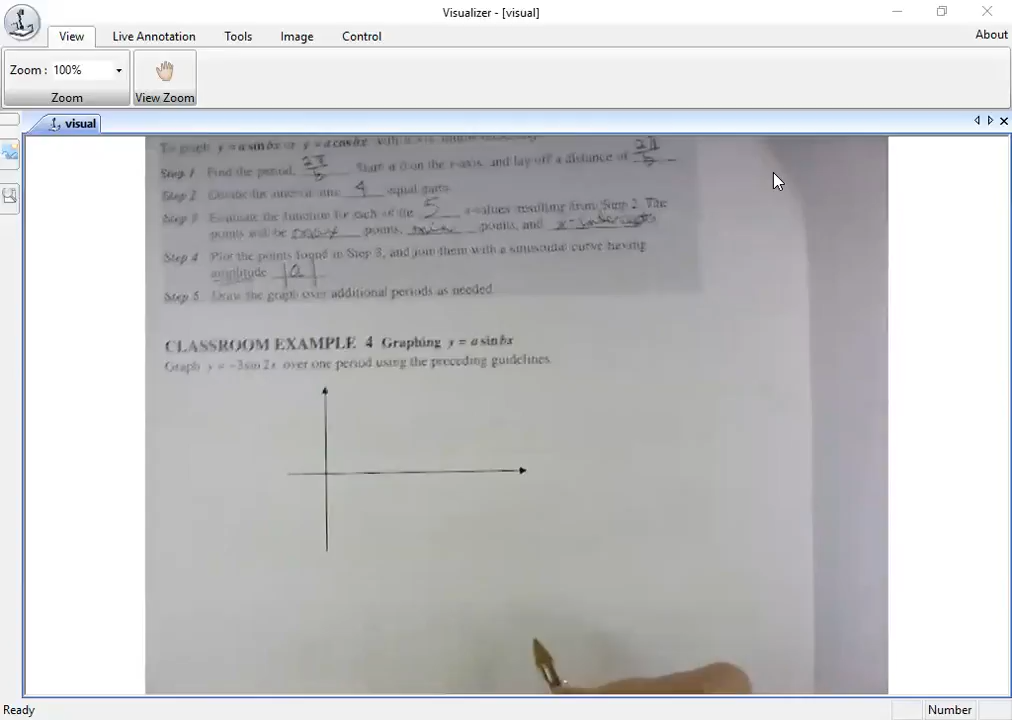 Visualizer - [visual]
View Live Annotation Tools Image Control About
Zoom : 100%
Zoom View Zoom
visual
To graph y = a sin bx or y = a cos bx with
Step 1 Find the period, 2π/b. Start at 0 on the x-axis, and lay off a distance of 2π/b
Step 2 Divide the interval into 4 equal parts.
Step 3 Evaluate the function for each of the 5 x-values resulting from Step 2. The
points will be points, points, and x-intercepts
Step 4 Plot the points found in Step 3, and join them with a sinusoidal curve having
amplitude |a|
Step 5 Draw the graph over additional periods as needed.
CLASSROOM EXAMPLE 4 Graphing y = a sin bx
Graph y = -3 sin 2x over one period using the preceding guidelines.
Ready Number